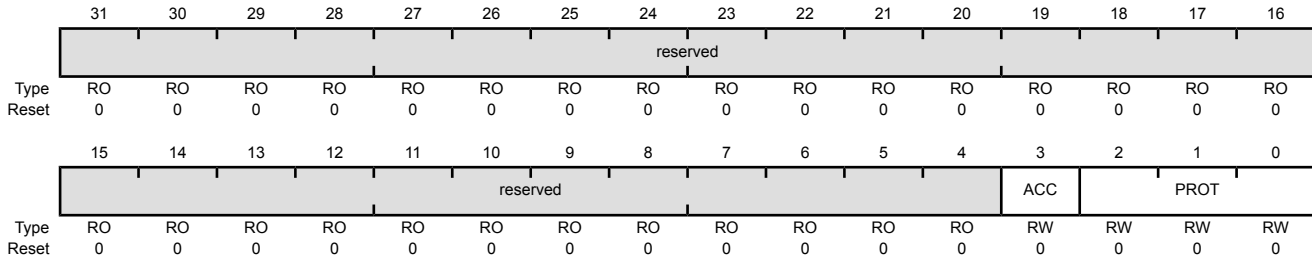 31 30 29 28 27 26 25 24 23 22 21 20 19 18 17 16
reserved
Type RO RO RO RO RO RO RO RO RO RO RO RO RO RO RO RO
Reset 0 0 0 0 0 0 0 0 0 0 0 0 0 0 0 0
15 14 13 12 11 10 9 8 7 6 5 4 3 2 1 0
reserved ACC PROT
Type RO RO RO RO RO RO RO RO RO RO RO RO RW RW RW RW
Reset 0 0 0 0 0 0 0 0 0 0 0 0 0 0 0 0